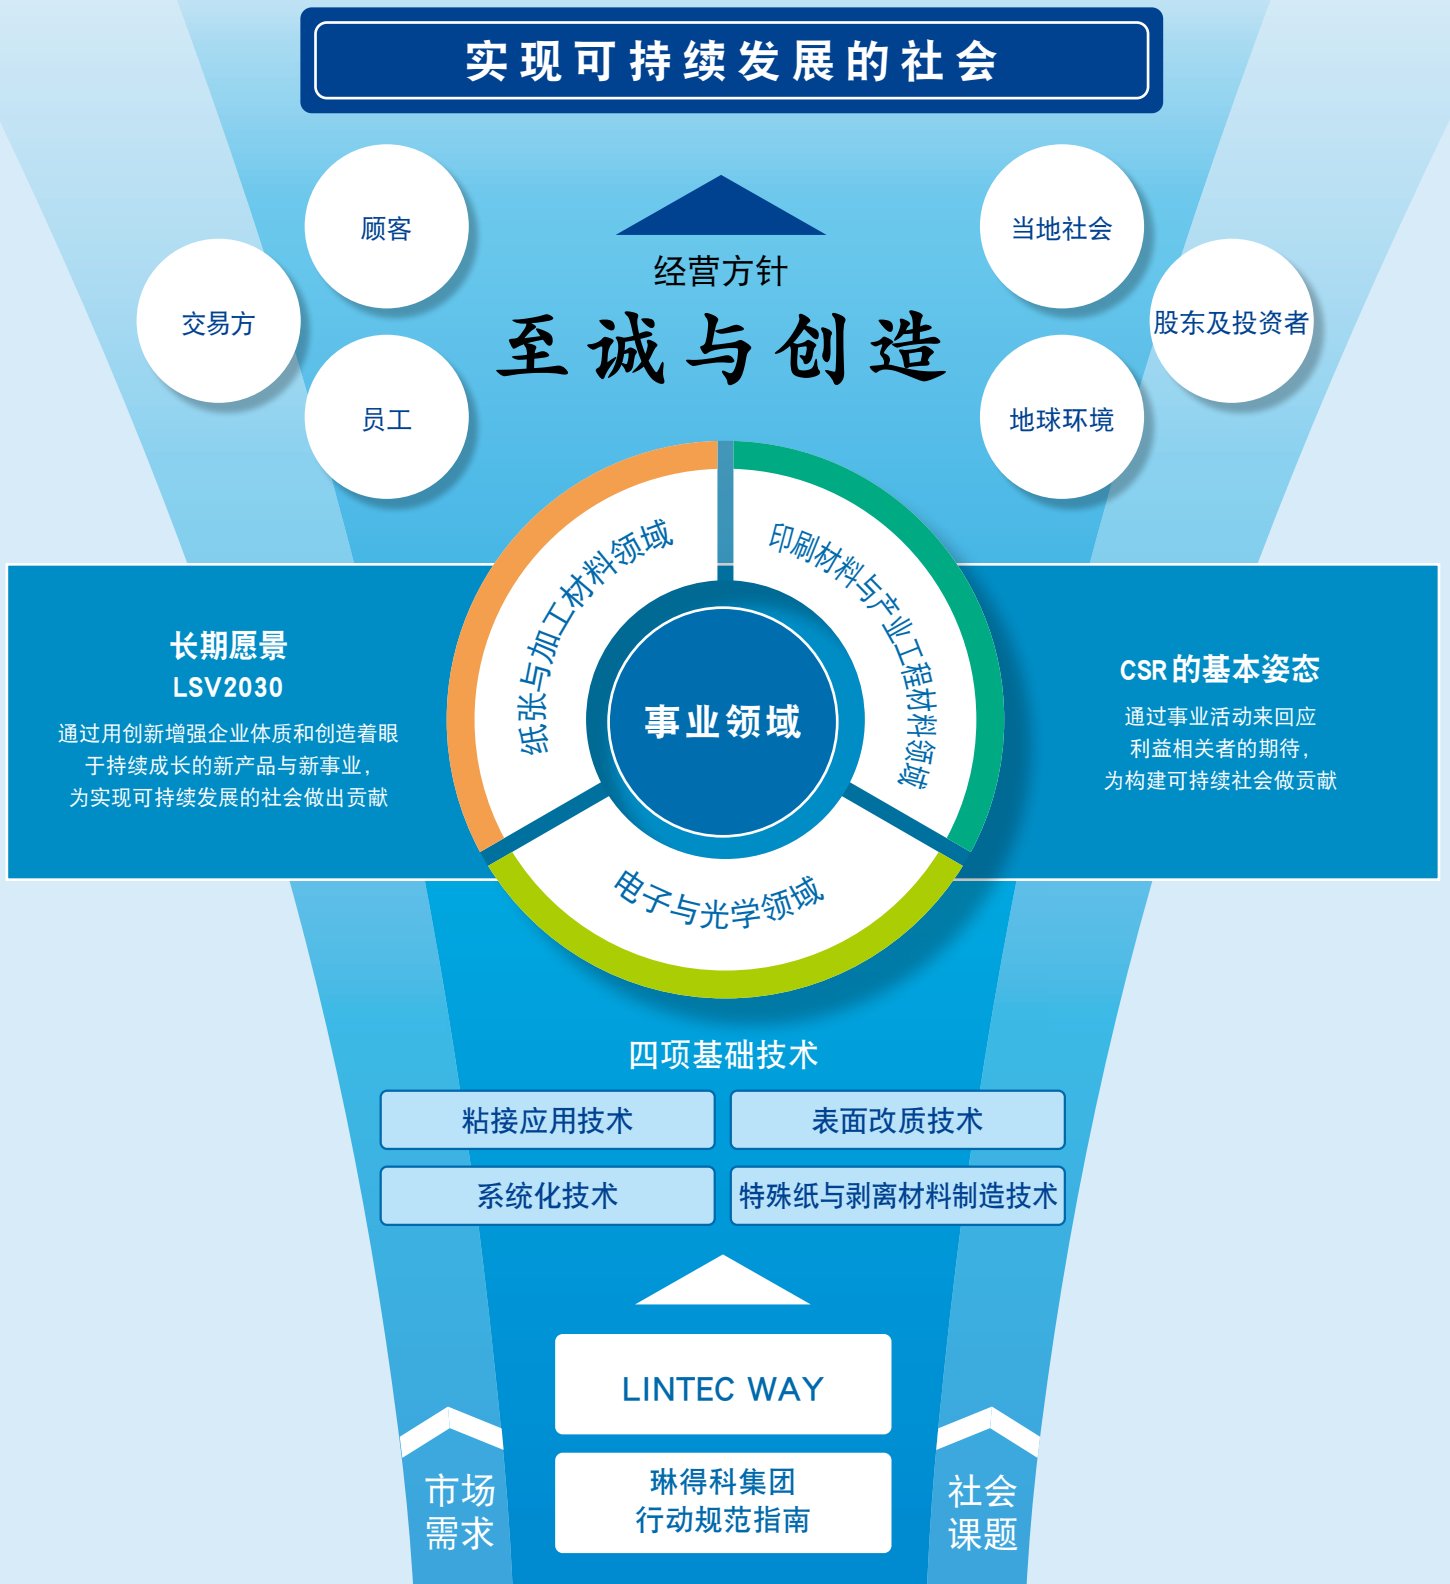 实现可持续发展的社会
顾客
交易方
员工
当地社会
股东及投资者
地球环境
经营方针
至诚与创造
纸张与加工材料领域
印刷材料与产业工程材料领域
电子与光学领域
事业领域
长期愿景
LSV2030
通过用创新增强企业体质和创造着眼
于持续成长的新产品与新事业，
为实现可持续发展的社会做出贡献
CSR的基本姿态
通过事业活动来回应
利益相关者的期待，
为构建可持续社会做贡献
四项基础技术
粘接应用技术
表面改质技术
系统化技术
特殊纸与剥离材料制造技术
LINTEC WAY
琳得科集团
行动规范指南
市场
需求
社会
课题